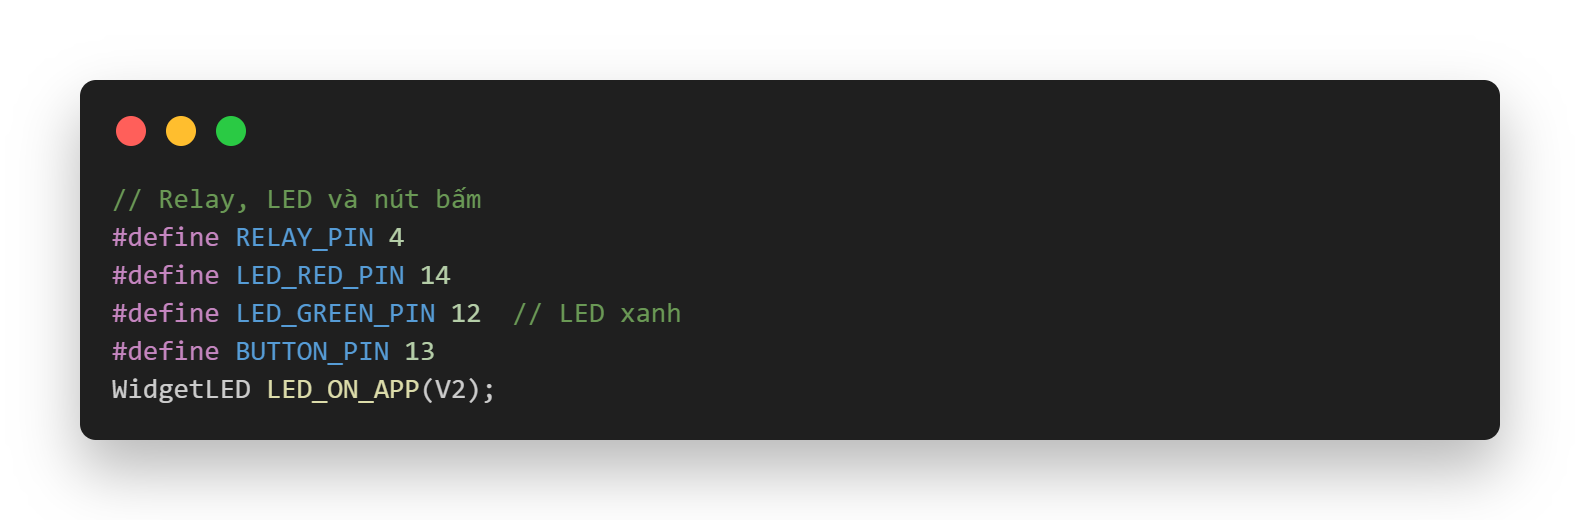 // Relay, LED và nút bấm
#define RELAY_PIN 4
#define LED_RED_PIN 14
#define LED_GREEN_PIN 12  // LED xanh
#define BUTTON_PIN 13
WidgetLED LED_ON_APP(V2);